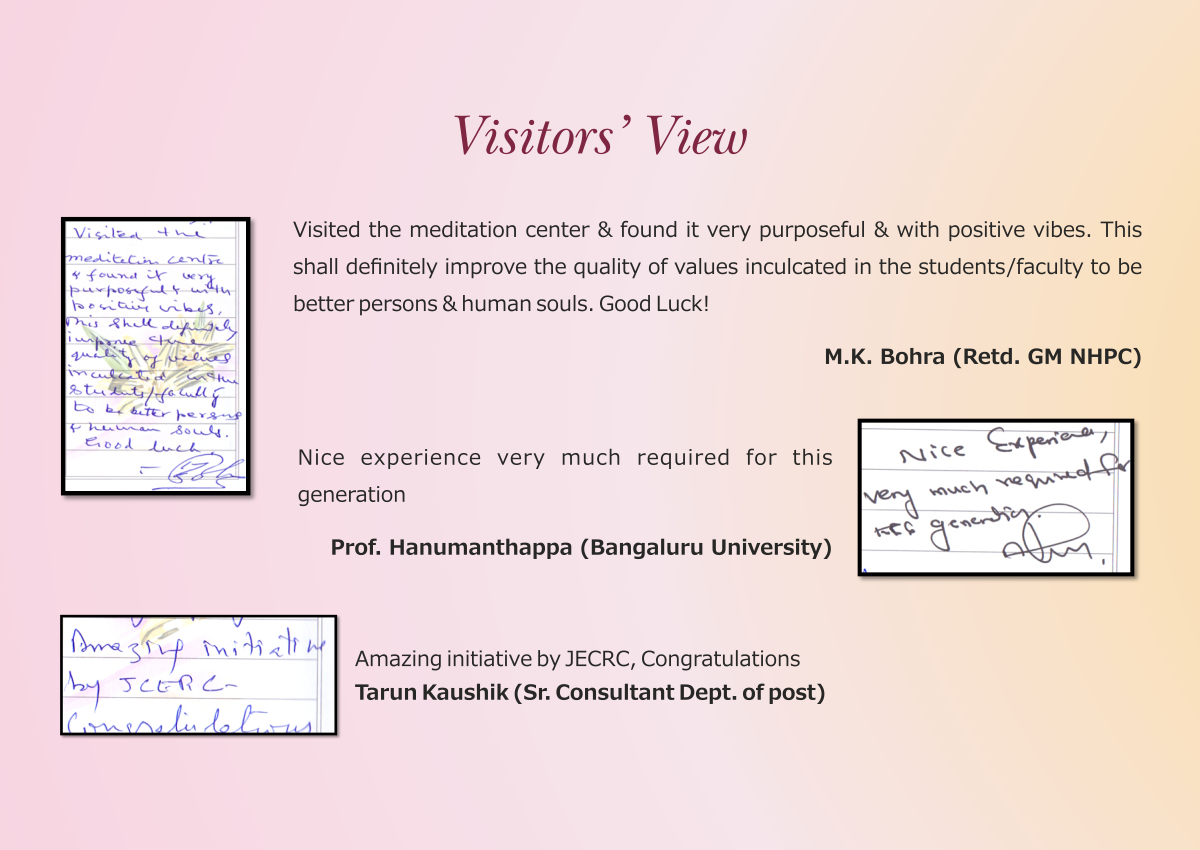 Visitors’ View
Visited the
meditation centre
& found it very
purposeful & with
positive vibes.
This shall definitely
improve the
quality of values
inculcated in the
students/faculty
to be better persons
& human souls.
Good luck.
Visited the meditation center & found it very purposeful & with positive vibes. This
shall definitely improve the quality of values inculcated in the students/faculty to be
better persons & human souls. Good Luck!
M.K. Bohra (Retd. GM NHPC)
Nice experience very much required for this
generation
Prof. Hanumanthappa (Bangaluru University)
Nice Experience,
very much required for
this generation.
Amazing initiative
by JCERC-
Congratulations
Amazing initiative by JECRC, Congratulations
Tarun Kaushik (Sr. Consultant Dept. of post)